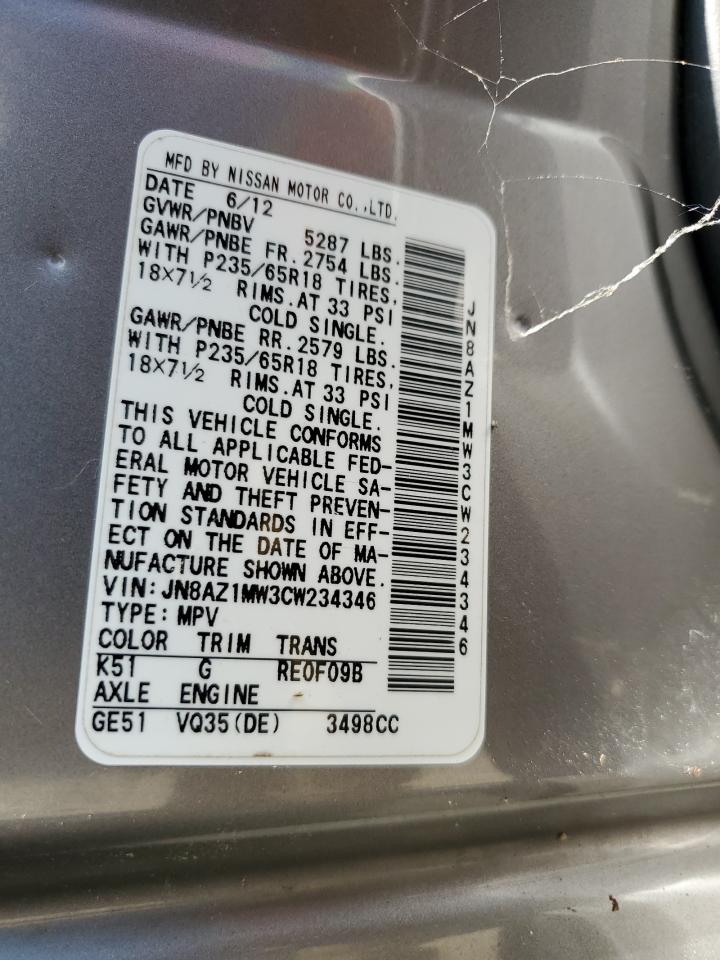 MFD BY NISSAN MOTOR CO.,LTD.
DATE 6/12
GVWR/PNBV 5287 LBS.
GAWR/PNBE FR. 2754 LBS.
WITH P235/65R18 TIRES,
18X7½ RIMS.AT 33 PSI
COLD SINGLE.
GAWR/PNBE RR. 2579 LBS.
WITH P235/65R18 TIRES,
18X7½ RIMS.AT 33 PSI
COLD SINGLE.
THIS VEHICLE CONFORMS
TO ALL APPLICABLE FED-
ERAL MOTOR VEHICLE SA-
FETY AND THEFT PREVEN-
TION STANDARDS IN EFF-
ECT ON THE DATE OF MA-
NUFACTURE SHOWN ABOVE.
VIN:JN8AZ1MW3CW234346
TYPE:MPV
COLOR TRIM TRANS
K51 G RE0F09B
AXLE ENGINE
GE51 VQ35(DE) 3498CC
JN8AZ1MW3CW234346